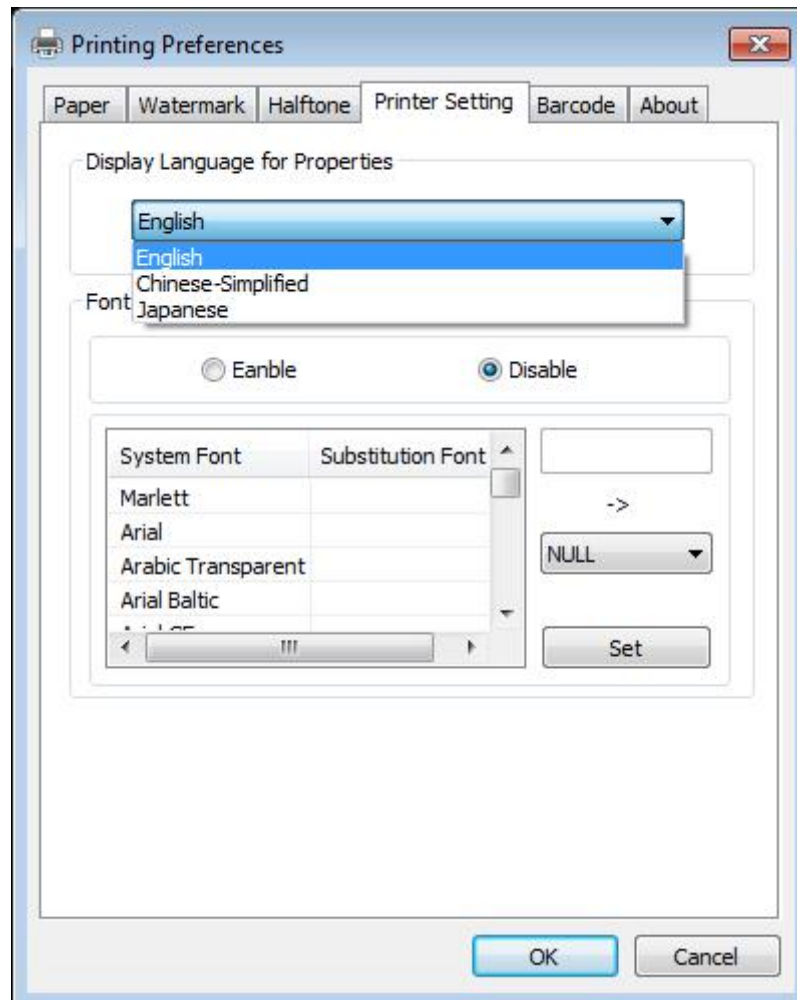 Printing Preferences
Paper Watermark Halftone Printer Setting Barcode About
Display Language for Properties
English
English
Chinese-Simplified
Japanese
Font
Eanble Disable
System Font Substitution Font
Marlett
->
Arial
NULL
Arabic Transparent
Arial Baltic
Set
OK Cancel